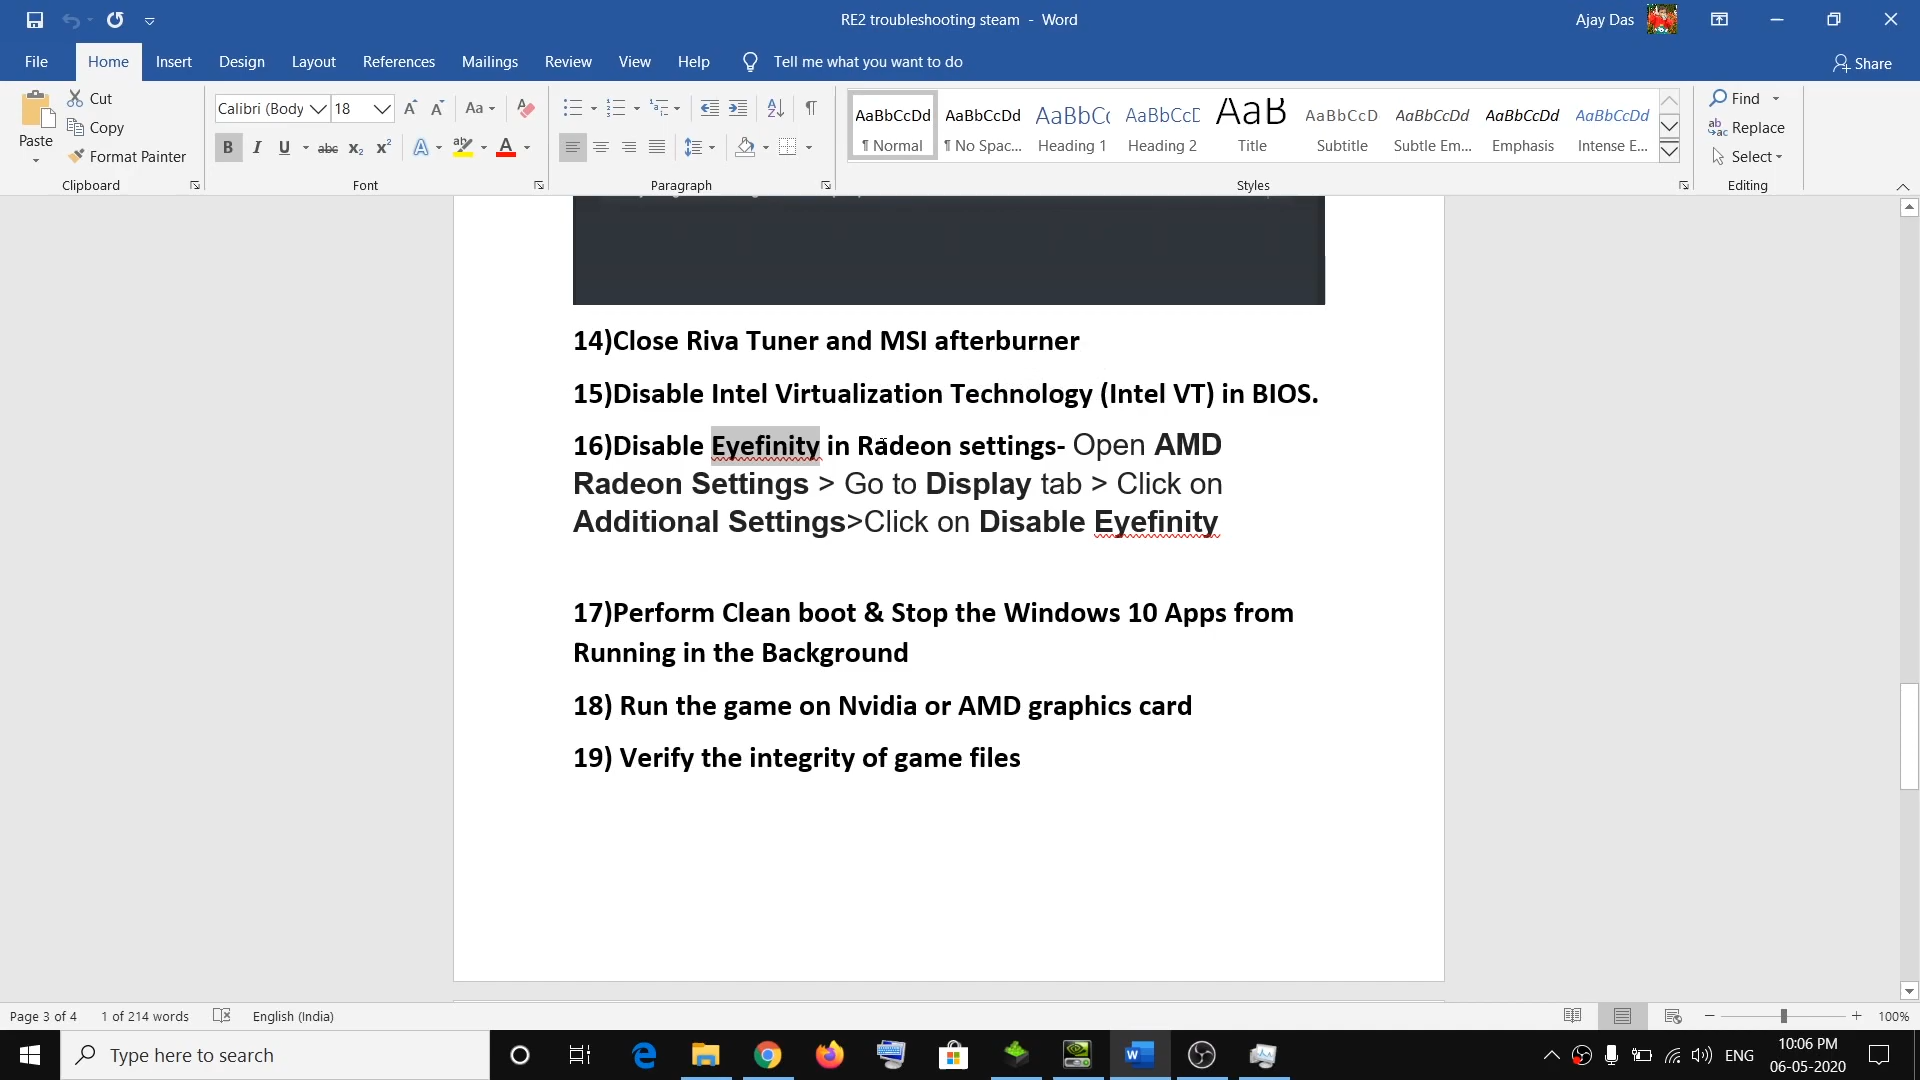 RE2 troubleshooting steam - Word
Ajay Das
File Home Insert Design Layout References Mailings Review View Help Tell me what you want to do
Share
Paste
Cut
Copy
Format Painter
Clipboard
Calibri (Body 18
Font
Paragraph
AaBbCcDd AaBbCcDd AaBbCc AaBbCcD AaB AaBbCcD AaBbCcDd AaBbCcDd AaBbCcDd
¶ Normal ¶ No Spac... Heading 1 Heading 2 Title Subtitle Subtle Em... Emphasis Intense E...
Styles
Find
Replace
Select
Editing
14)Close Riva Tuner and MSI afterburner
15)Disable Intel Virtualization Technology (Intel VT) in BIOS.
16)Disable Eyefinity in Radeon settings- Open AMD
Radeon Settings > Go to Display tab > Click on
Additional Settings>Click on Disable Eyefinity
17)Perform Clean boot & Stop the Windows 10 Apps from
Running in the Background
18) Run the game on Nvidia or AMD graphics card
19) Verify the integrity of game files
Page 3 of 4 1 of 214 words English (India) 100%
Type here to search
ENG
10:06 PM
06-05-2020